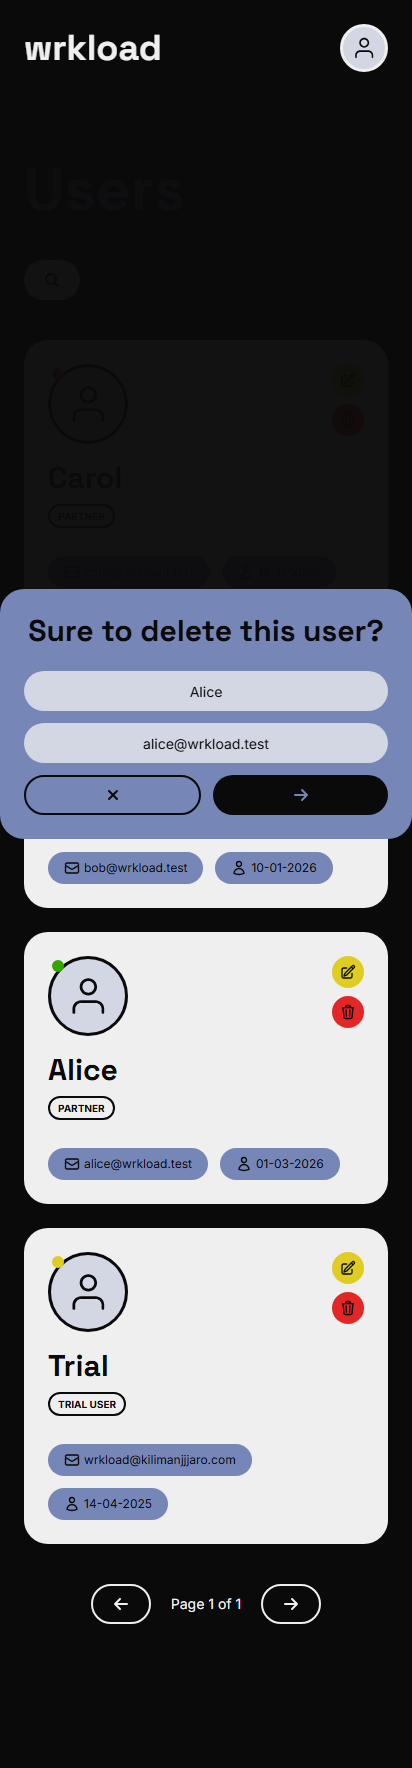 wrkload
Users
Carol
PARTNER
Sure to delete this user?
Alice
alice@wrkload.test
bob@wrkload.test 10-01-2026
Alice
PARTNER
alice@wrkload.test 01-03-2026
Trial
TRIAL USER
wrkload@kilimanjjjaro.com
14-04-2025
Page 1 of 1